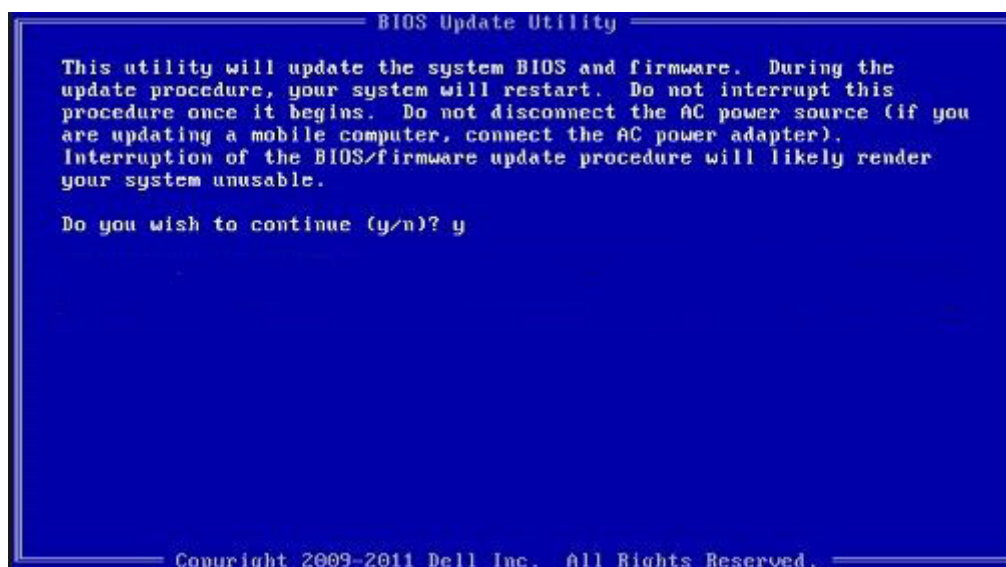 BIOS Update Utility
This utility will update the system BIOS and firmware.  During the
update procedure, your system will restart.  Do not interrupt this
procedure once it begins.  Do not disconnect the AC power source (if you
are updating a mobile computer, connect the AC power adapter).
Interruption of the BIOS/firmware update procedure will likely render
your system unusable.
Do you wish to continue (y/n)? y
Copyright 2009-2011 Dell Inc.  All Rights Reserved.